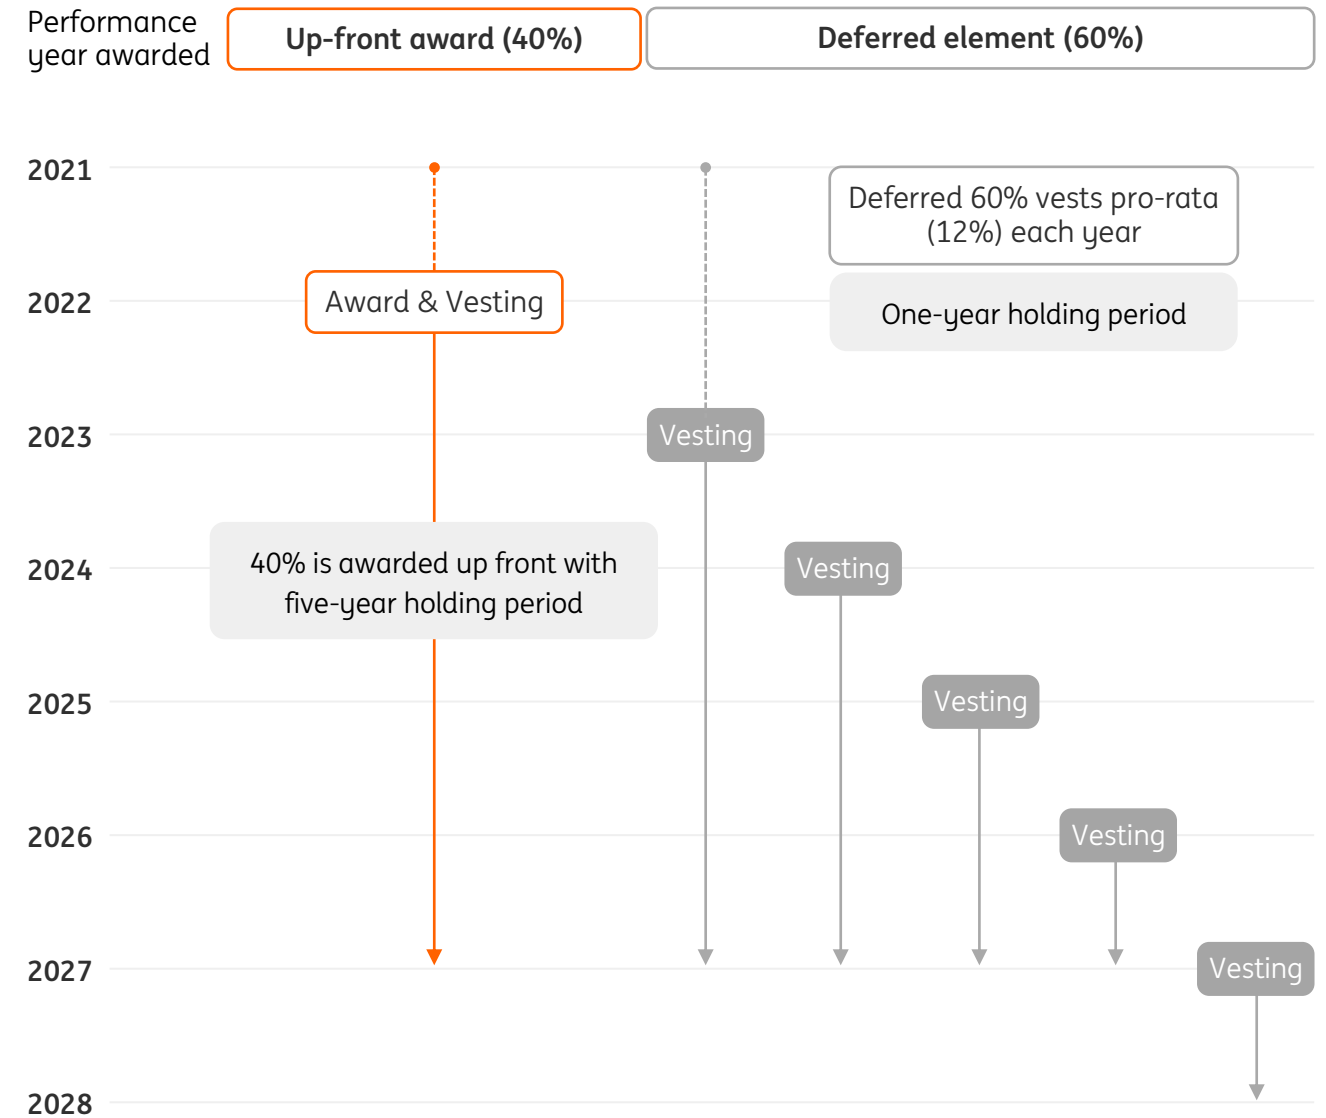 Performance
year awarded
Up-front award (40%)
Deferred element (60%)
2021
Deferred 60% vests pro-rata
(12%) each year
2022
Award & Vesting
One-year holding period
2023
Vesting
2024
40% is awarded up front with
five-year holding period
Vesting
2025
Vesting
2026
Vesting
2027
Vesting
2028